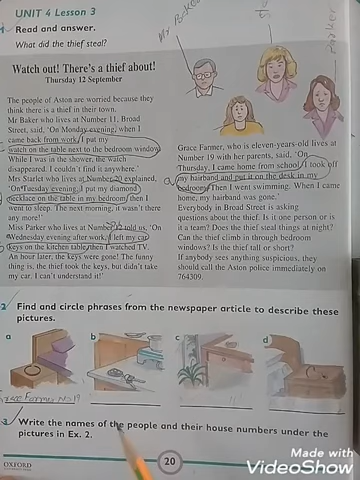 UNIT 4 Lesson 3
Read and answer.
What did the thief steal?
Mr Baker
Watch out! There's a thief about!
Thursday 12 September
The people of Aston are worried because they
think there is a thief in their town.
Mr Baker who lives at Number 11, Broad
Street, said, 'On Monday evening, when I
came back from work, I put my
watch on the table next to the bedroom window.
While I was in the shower, the watch
disappeared. I couldn't find it anywhere.'
Mrs Starlet who lives at Number 20 explained,
'On Tuesday evening, I put my diamond
necklace on the table in my bedroom, then I
went to sleep. The next morning, it wasn't there
any more!'
Miss Parker who lives at Number 12 told us, 'On
Wednesday evening after work, I left my car
keys on the kitchen table, then I watched TV.
An hour later, the keys were gone! The funny
thing is, the thief took the keys, but didn't take
my car. I can't understand it!'
Grace Farmer, who is eleven-years-old lives at
Number 19 with her parents, said, 'On
Thursday, I came home from school. I took off
my hairband and put it on the desk in my
bedroom. Then I went swimming. When I came
home, my hairband was gone.'
Everybody in Broad Street is asking
questions about the thief. Is it one person or is
it a team? Does the thief steal things at night?
Can the thief climb in through bedroom
windows? Is the thief tall or short?
If anybody sees anything suspicious, they
should call the Aston police immediately on
764309.
2 Find and circle phrases from the newspaper article to describe these
pictures.
a b c d
Grace Farmer No 19
3 Write the names of the people and their house numbers under the
pictures in Ex. 2.
OXFORD
20
Made with
VideoShow